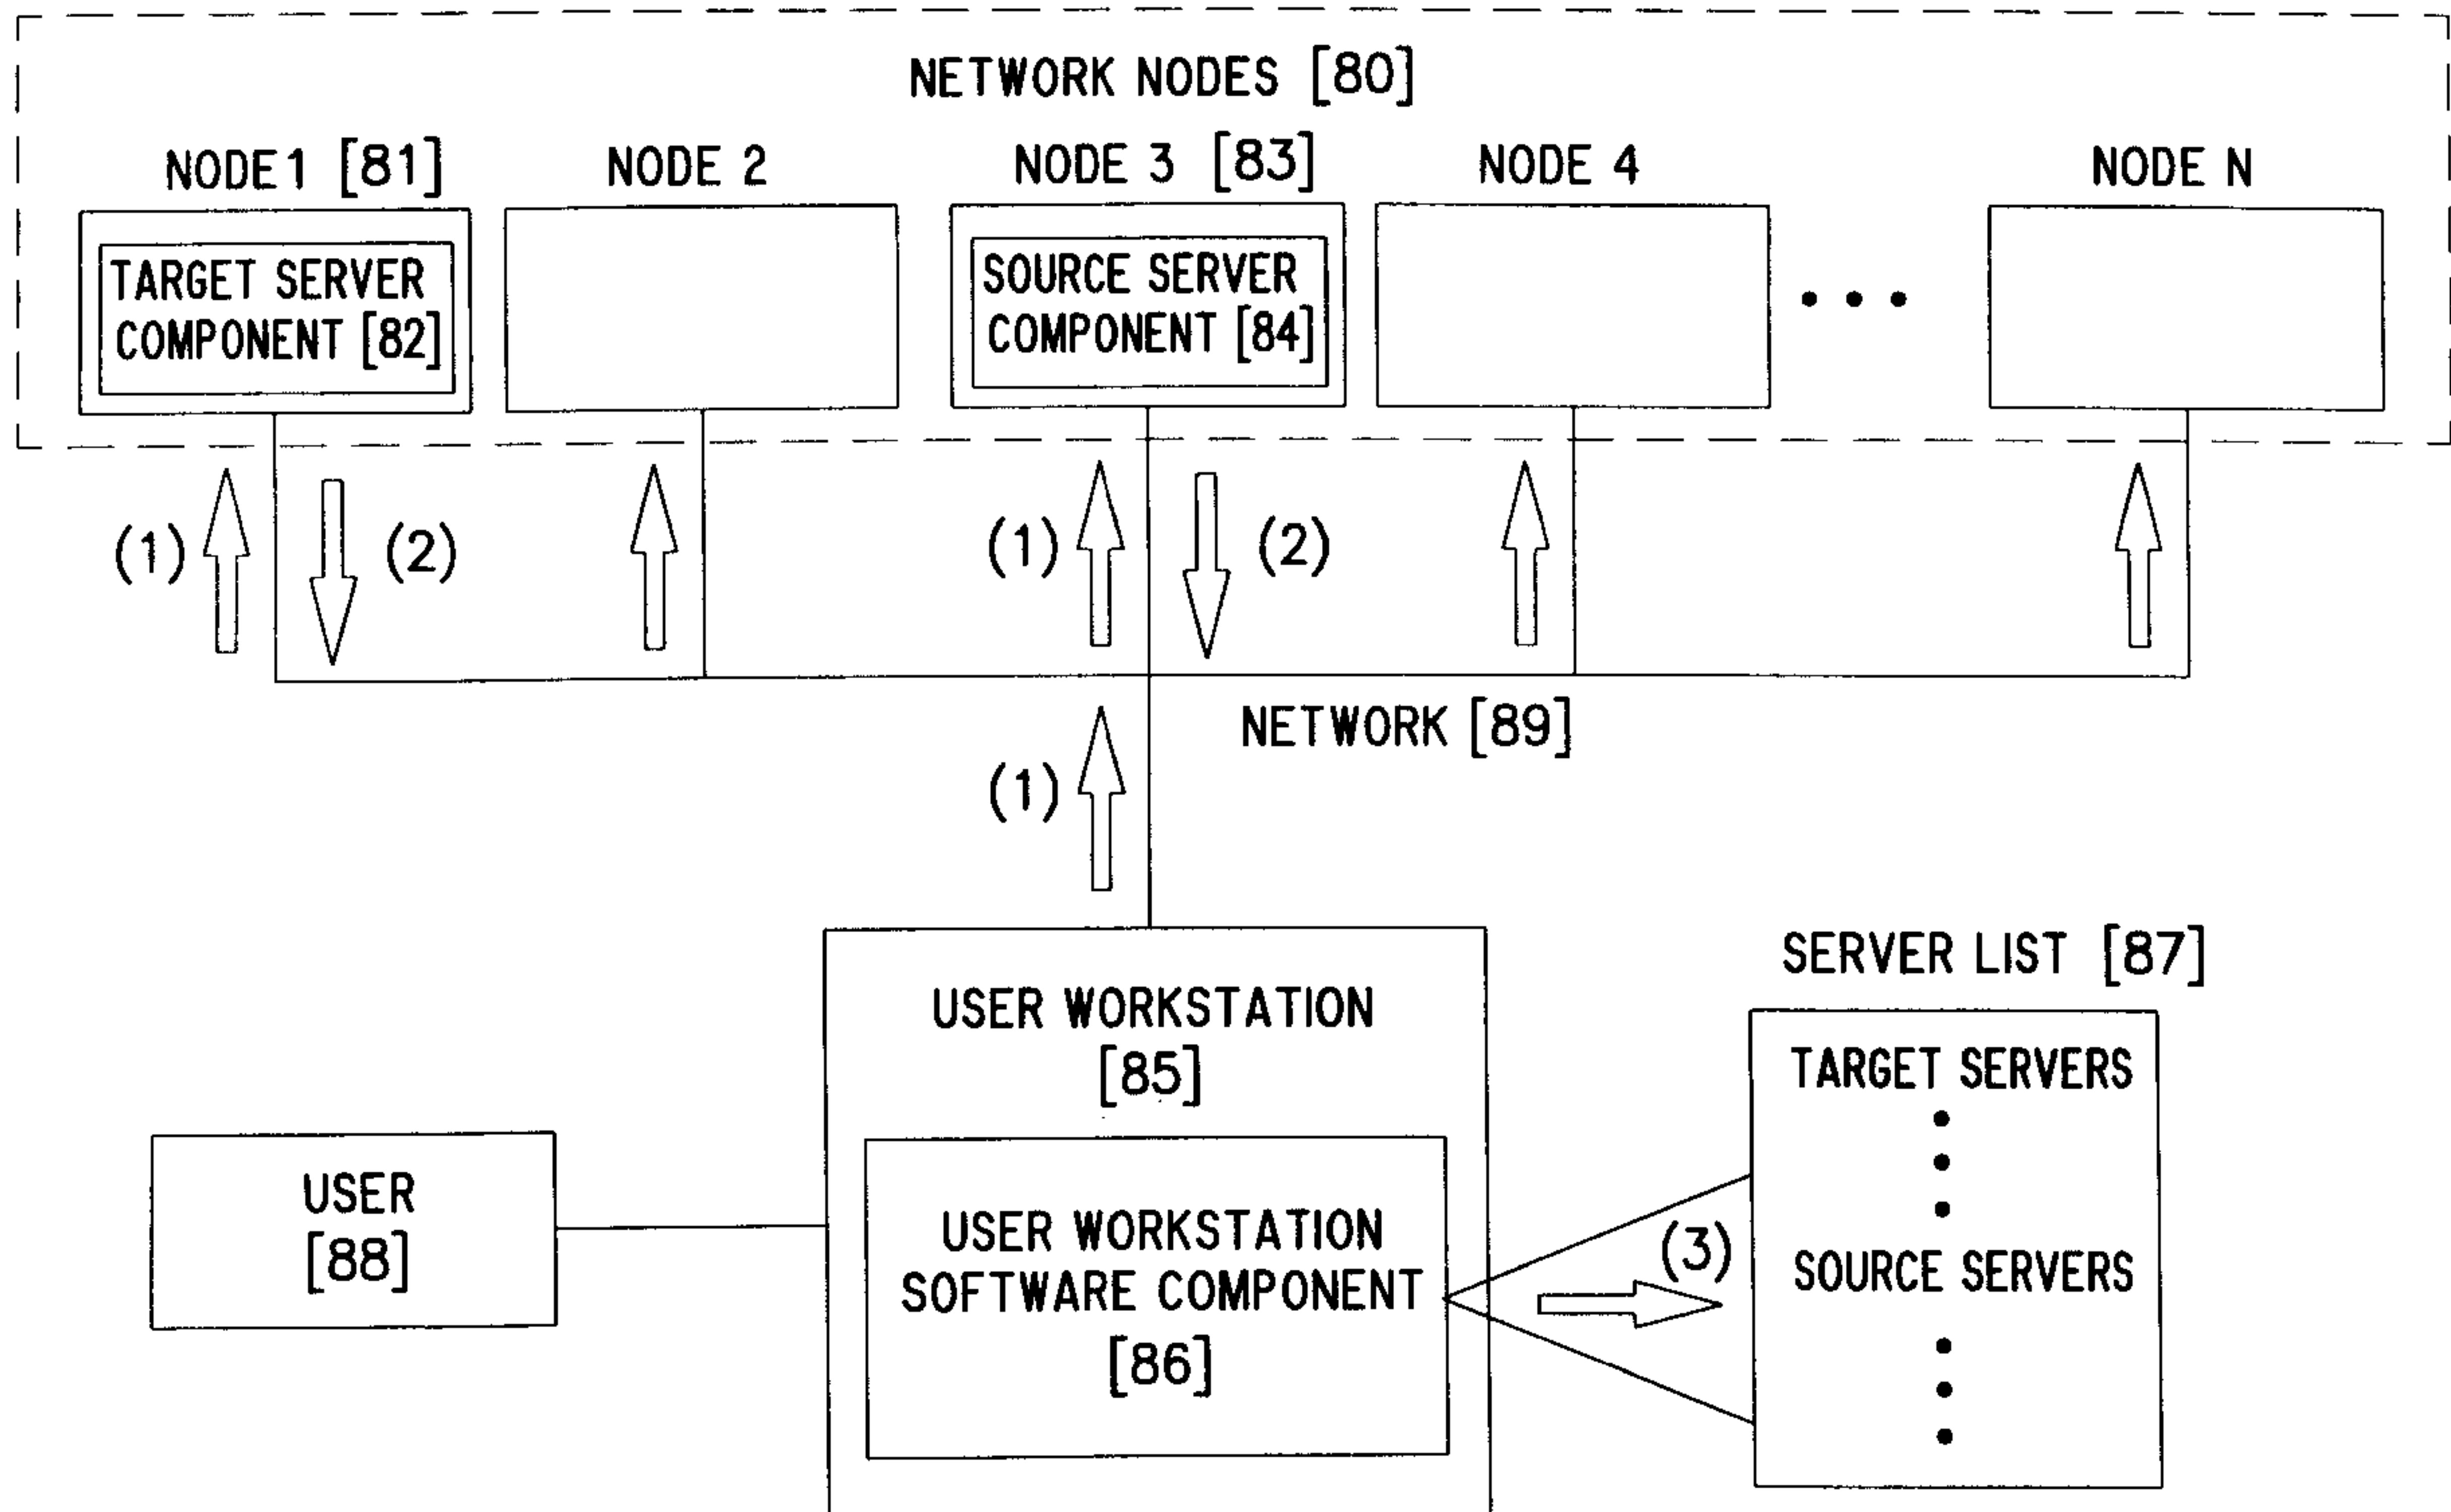 NETWORK NODES [80]
NODE1 [81]
NODE 2
NODE 3 [83]
NODE 4
NODE N
TARGET SERVER
COMPONENT [82]
SOURCE SERVER
COMPONENT [84]
(1)
(2)
(1)
(2)
NETWORK [89]
(1)
SERVER LIST [87]
USER WORKSTATION
[85]
TARGET SERVERS
USER
[88]
USER WORKSTATION
SOFTWARE COMPONENT
[86]
(3)
SOURCE SERVERS